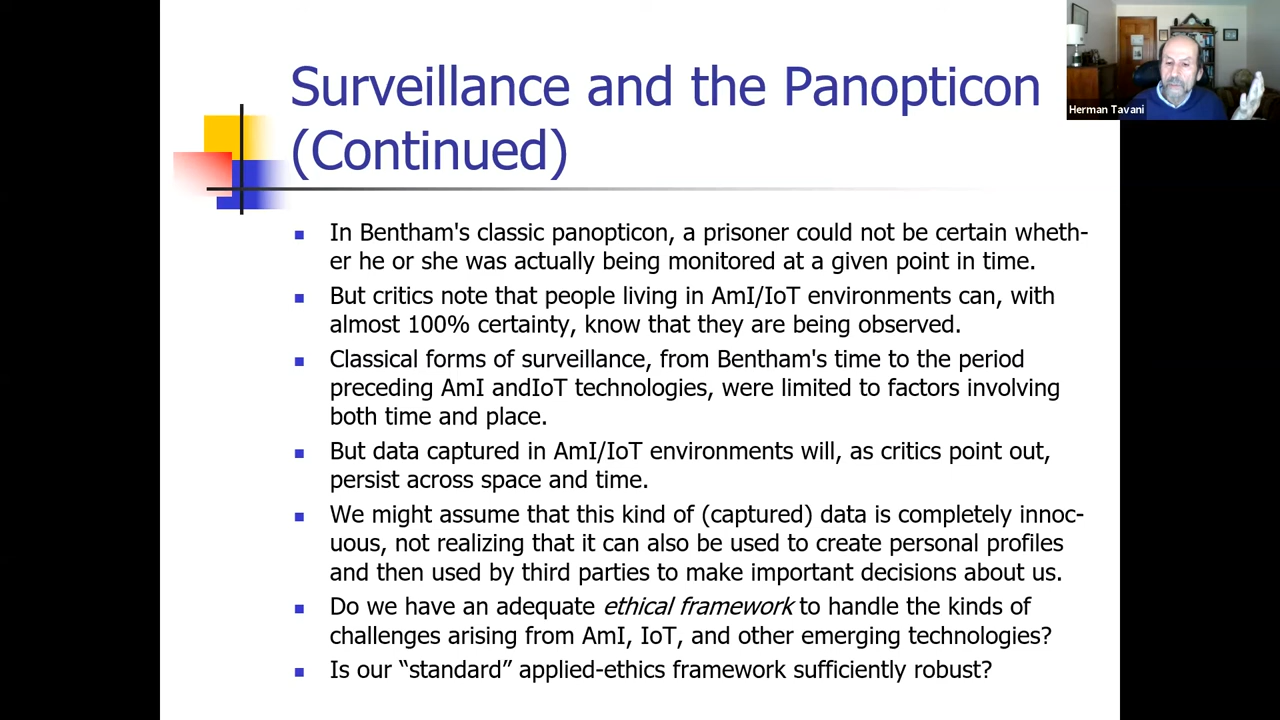 Surveillance and the Panopticon
(Continued)
Herman Tavani
In Bentham's classic panopticon, a prisoner could not be certain wheth-
er he or she was actually being monitored at a given point in time.
But critics note that people living in AmI/IoT environments can, with
almost 100% certainty, know that they are being observed.
Classical forms of surveillance, from Bentham's time to the period
preceding AmI andIoT technologies, were limited to factors involving
both time and place.
But data captured in AmI/IoT environments will, as critics point out,
persist across space and time.
We might assume that this kind of (captured) data is completely innoc-
uous, not realizing that it can also be used to create personal profiles
and then used by third parties to make important decisions about us.
Do we have an adequate ethical framework to handle the kinds of
challenges arising from AmI, IoT, and other emerging technologies?
Is our “standard” applied-ethics framework sufficiently robust?